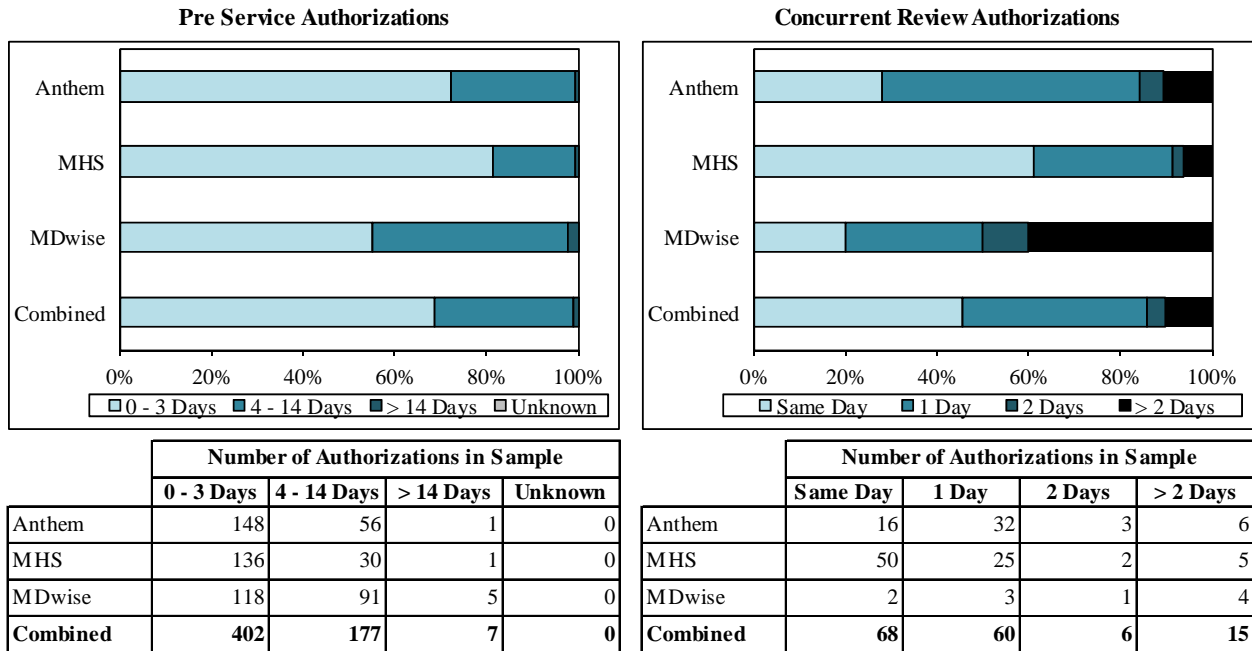 Pre Service Authorizations
Anthem
MHS
MDwise
Combined
0% 20% 40% 60% 80% 100%
0 - 3 Days 4 - 14 Days > 14 Days Unknown
Number of Authorizations in Sample
0 - 3 Days 4 - 14 Days > 14 Days Unknown
Anthem 148 56 1 0
MHS 136 30 1 0
MDwise 118 91 5 0
Combined 402 177 7 0
Concurrent Review Authorizations
Anthem
MHS
MDwise
Combined
0% 20% 40% 60% 80% 100%
Same Day 1 Day 2 Days > 2 Days
Number of Authorizations in Sample
Same Day 1 Day 2 Days > 2 Days
Anthem 16 32 3 6
MHS 50 25 2 5
MDwise 2 3 1 4
Combined 68 60 6 15